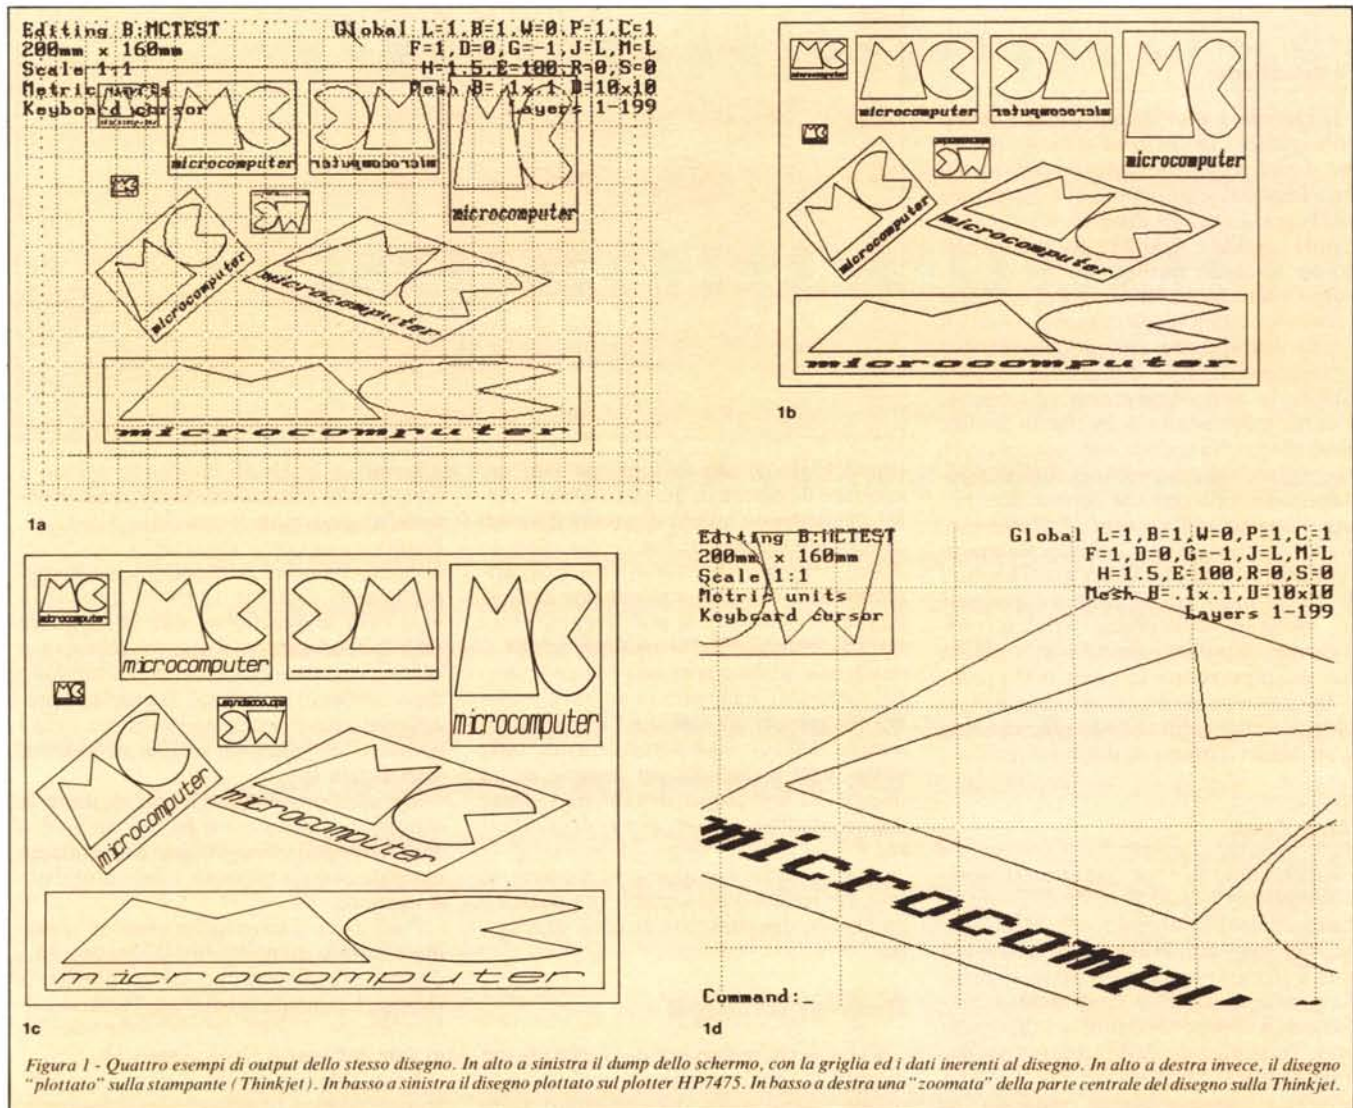 Editing B:MCTEST
200mm x 160mm
Scale 1:1
Metric units
Keyboard cursor
Global L=1,B=1,W=0,P=1,C=1
F=1,D=0,G=-1,J=L,M=L
H=1.5,E=100,R=0,S=0
Mesh B=.1x.1 D=10x10
Layers 1-199
microcomputer
microcomputer
microcomputer
microcomputer
microcomputer
microcomputer
microcomputer
microcomputer
1a
microcomputer
microcomputer
microcomputer
microcomputer
microcomputer
microcomputer
microcomputer
1b
microcomputer
microcomputer
microcomputer
microcomputer
microcomputer
microcomputer
microcomputer
1c
Editing B:MCTEST
200mm x 160mm
Scale 1:1
Metric units
Keyboard cursor
Global L=1,B=1,W=0,P=1,C=1
F=1,D=0,G=-1,J=L,M=L
H=1.5,E=100,R=0,S=0
Mesh B=.1x.1,D=10x10
Layers 1-199
microcompu
Command:_
1d
Figura 1 - Quattro esempi di output dello stesso disegno. In alto a sinistra il dump dello schermo, con la griglia ed i dati inerenti al disegno. In alto a destra invece, il disegno
"plottato" sulla stampante (Thinkjet). In basso a sinistra il disegno plottato sul plotter HP7475. In basso a destra una "zoomata" della parte centrale del disegno sulla Thinkjet.